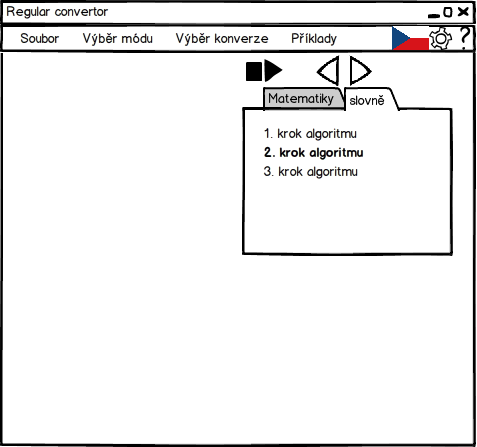 Regular convertor
Soubor Výběr módu Výběr konverze Příklady ?
Matematiky slovně
1. krok algoritmu
2. krok algoritmu
3. krok algoritmu